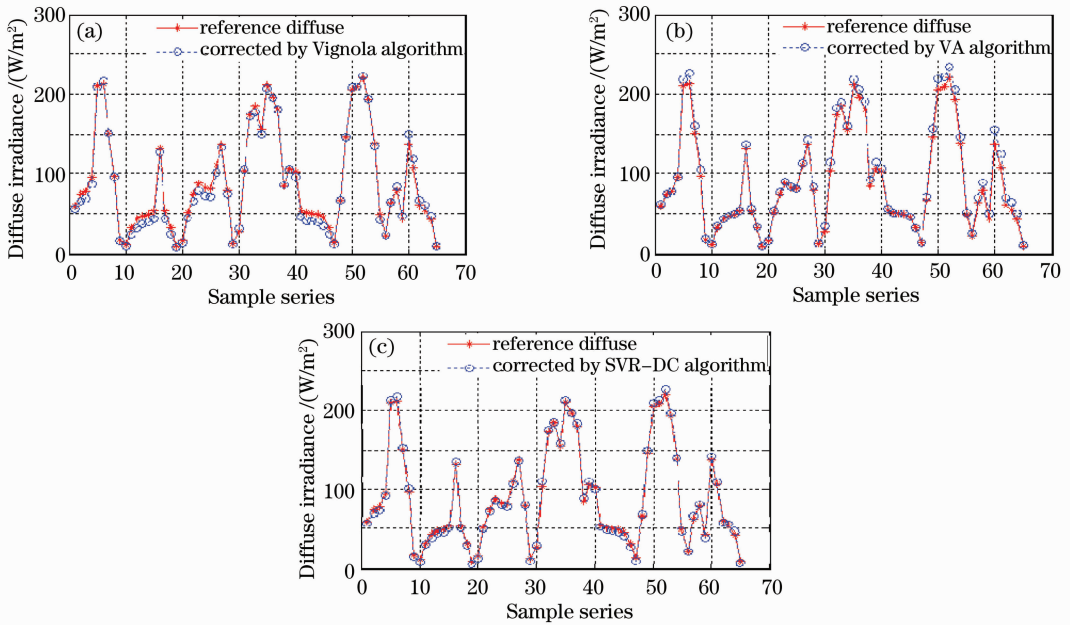 (a)
reference diffuse
corrected by Vignola algorithm
Diffuse irradiance /(W/m²)
300
200
100
0
0 10 20 30 40 50 60 70
Sample series
(b)
reference diffuse
corrected by VA algorithm
Diffuse irradiance /(W/m²)
300
200
100
0
0 10 20 30 40 50 60 70
Sample series
(c)
reference diffuse
corrected by SVR-DC algorithm
Diffuse irradiance /(W/m²)
300
200
100
0
0 10 20 30 40 50 60 70
Sample series